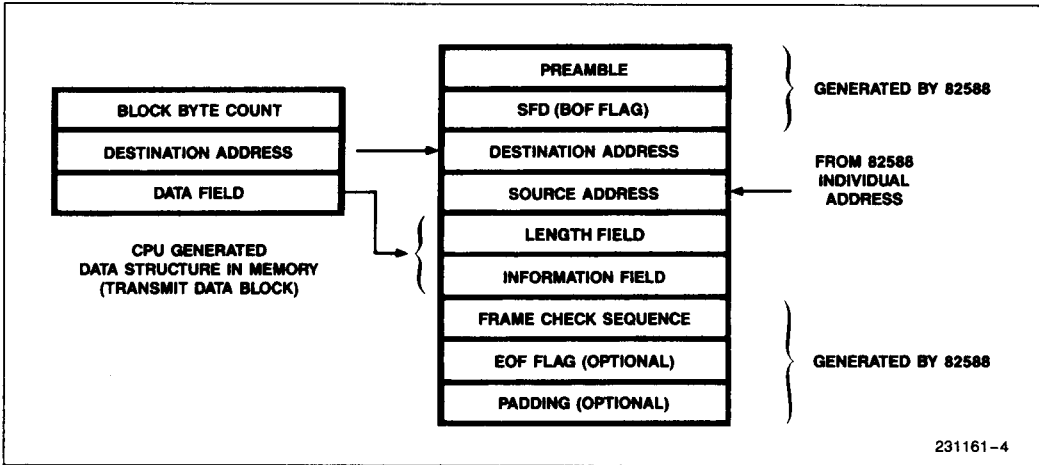 BLOCK BYTE COUNT
DESTINATION ADDRESS
DATA FIELD
CPU GENERATED
DATA STRUCTURE IN MEMORY
(TRANSMIT DATA BLOCK)
PREAMBLE
SFD (BOF FLAG)
DESTINATION ADDRESS
SOURCE ADDRESS
LENGTH FIELD
INFORMATION FIELD
FRAME CHECK SEQUENCE
EOF FLAG (OPTIONAL)
PADDING (OPTIONAL)
GENERATED BY 82588
FROM 82588
INDIVIDUAL
ADDRESS
GENERATED BY 82588
231161-4